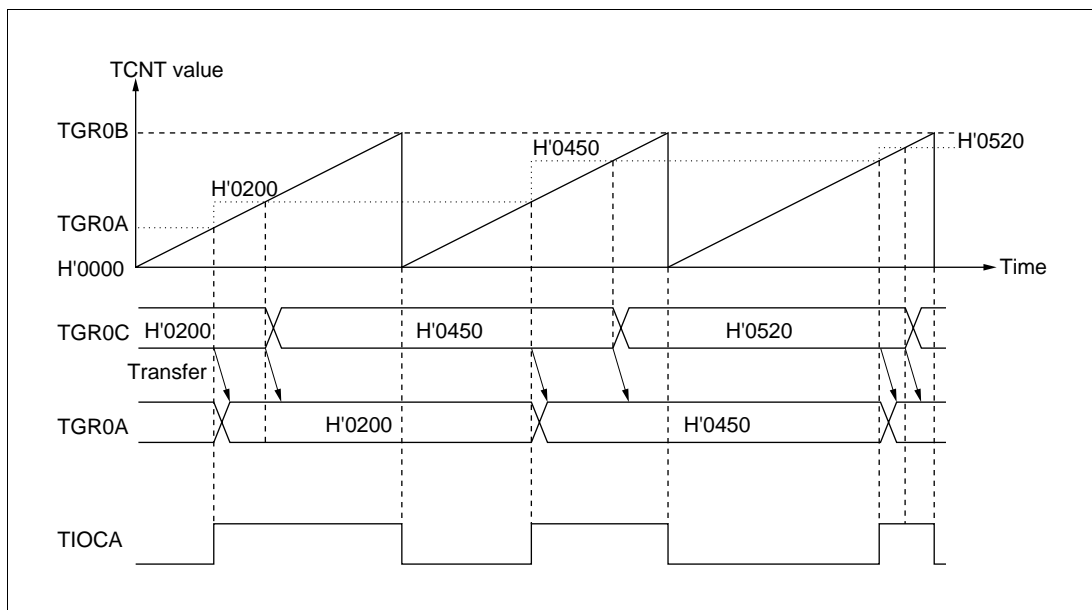 TCNT value
TGR0B
H'0520
H'0450
H'0200
TGR0A
H'0000
Time
TGR0C
H'0200
H'0450
H'0520
Transfer
TGR0A
H'0200
H'0450
TIOCA